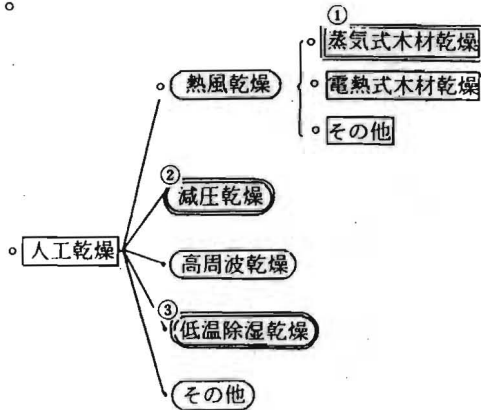 ①
蒸気式木材乾燥
熱風乾燥
電熱式木材乾燥
その他
②
減圧乾燥
人工乾燥
高周波乾燥
③
低温除湿乾燥
その他